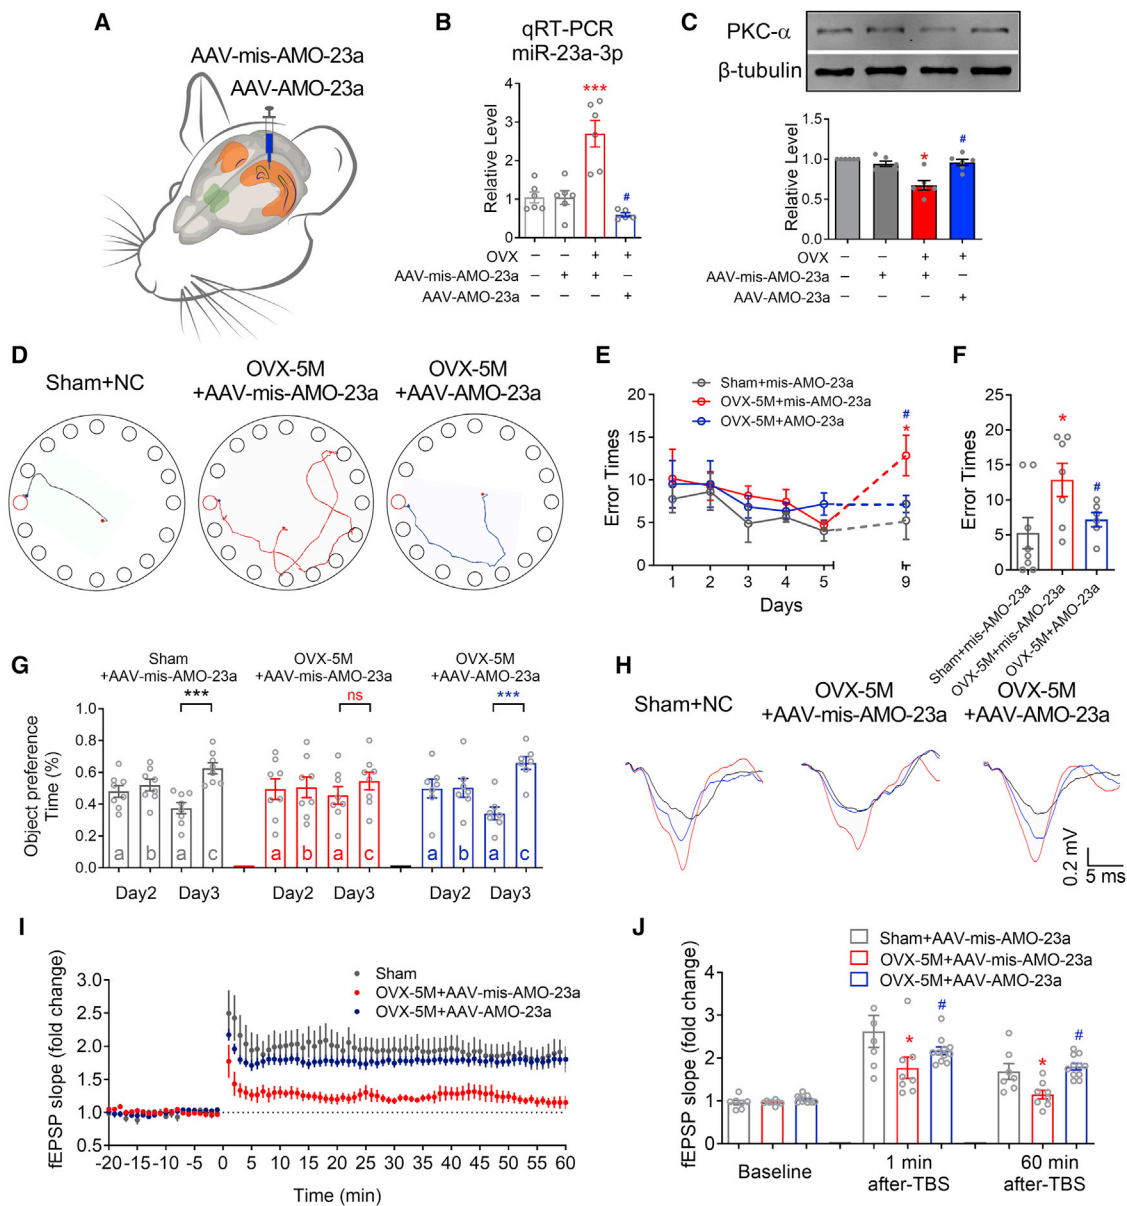 A
AAV-mis-AMO-23a
AAV-AMO-23a
B
qRT-PCR
miR-23a-3p
Relative Level
4
3
2
1
0
***
#
OVX – – + +
AAV-mis-AMO-23a – + + –
AAV-AMO-23a – – – +
C
PKC-α
β-tubulin
Relative Level
1.5
1.0
0.5
0.0
*
#
OVX – – + +
AAV-mis-AMO-23a – + + –
AAV-AMO-23a – – – +
D
Sham+NC
OVX-5M
+AAV-mis-AMO-23a
OVX-5M
+AAV-AMO-23a
E
Sham+mis-AMO-23a
OVX-5M+mis-AMO-23a
OVX-5M+AMO-23a
Error Times
20
15
10
5
0
#
*
1 2 3 4 5 9
Days
F
Error Times
25
20
15
10
5
0
*
#
Sham+mis-AMO-23a
OVX-5M+mis-AMO-23a
OVX-5M+AMO-23a
G
Sham
+AAV-mis-AMO-23a
OVX-5M
+AAV-mis-AMO-23a
OVX-5M
+AAV-AMO-23a
*** ns ***
Object preference
Time (%)
1.0
0.8
0.6
0.4
0.2
0.0
a b a c a b a c a b a c
Day2 Day3 Day2 Day3 Day2 Day3
H
Sham+NC
OVX-5M
+AAV-mis-AMO-23a
OVX-5M
+AAV-AMO-23a
0.2 mV
5 ms
I
fEPSP slope (fold change)
3.0
2.5
2.0
1.5
1.0
0.5
Sham
OVX-5M+AAV-mis-AMO-23a
OVX-5M+AAV-AMO-23a
-20 -15 -10 -5 0 5 10 15 20 25 30 35 40 45 50 55 60
Time (min)
J
Sham+AAV-mis-AMO-23a
OVX-5M+AAV-mis-AMO-23a
OVX-5M+AAV-AMO-23a
fEPSP slope (fold change)
4
3
2
1
0
* # * #
Baseline
1 min
after-TBS
60 min
after-TBS